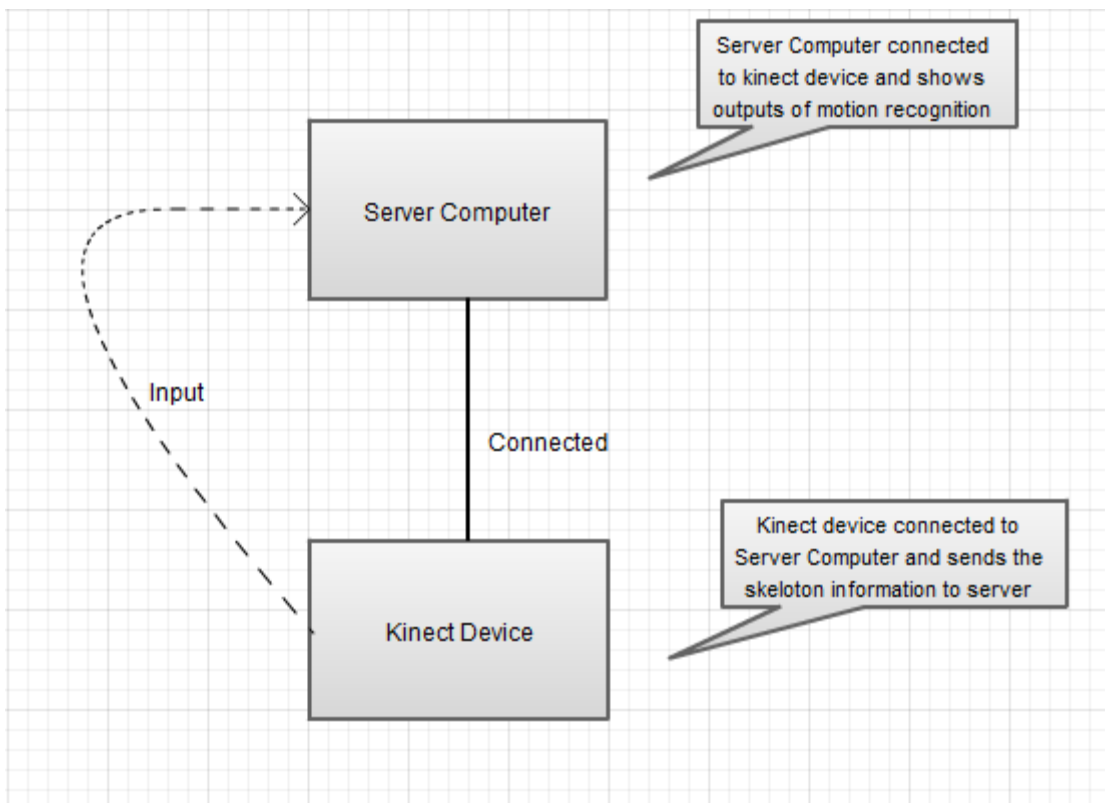 Server Computer connected
to kinect device and shows
outputs of motion recognition
Server Computer
Input
Connected
Kinect device connected to
Server Computer and sends the
skeloton information to server
Kinect Device